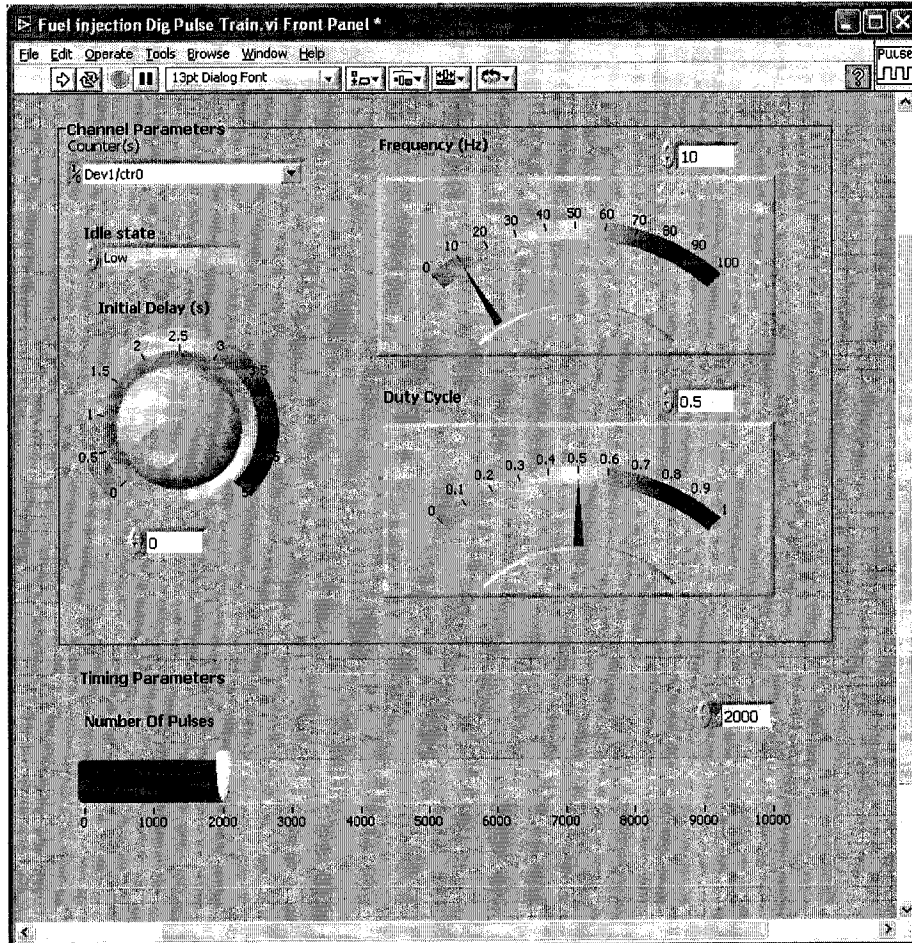 Fuel injection Dig Pulse Train.vi Front Panel *
File Edit Operate Tools Browse Window Help
13pt Dialog Font
?
Pulse
Channel Parameters
Counter(s)
Dev1/ctr0
Idle state
Low
Initial Delay (s)
0
0.5
1
1.5
2
2.5
3
0
Frequency (Hz)
10
0 10 20 30 40 50 60 70 80 90 100
Duty Cycle
0.5
0 0.1 0.2 0.3 0.4 0.5 0.6 0.7 0.8 0.9 1
Timing Parameters
Number Of Pulses
2000
0 1000 2000 3000 4000 5000 6000 7000 8000 9000 10000